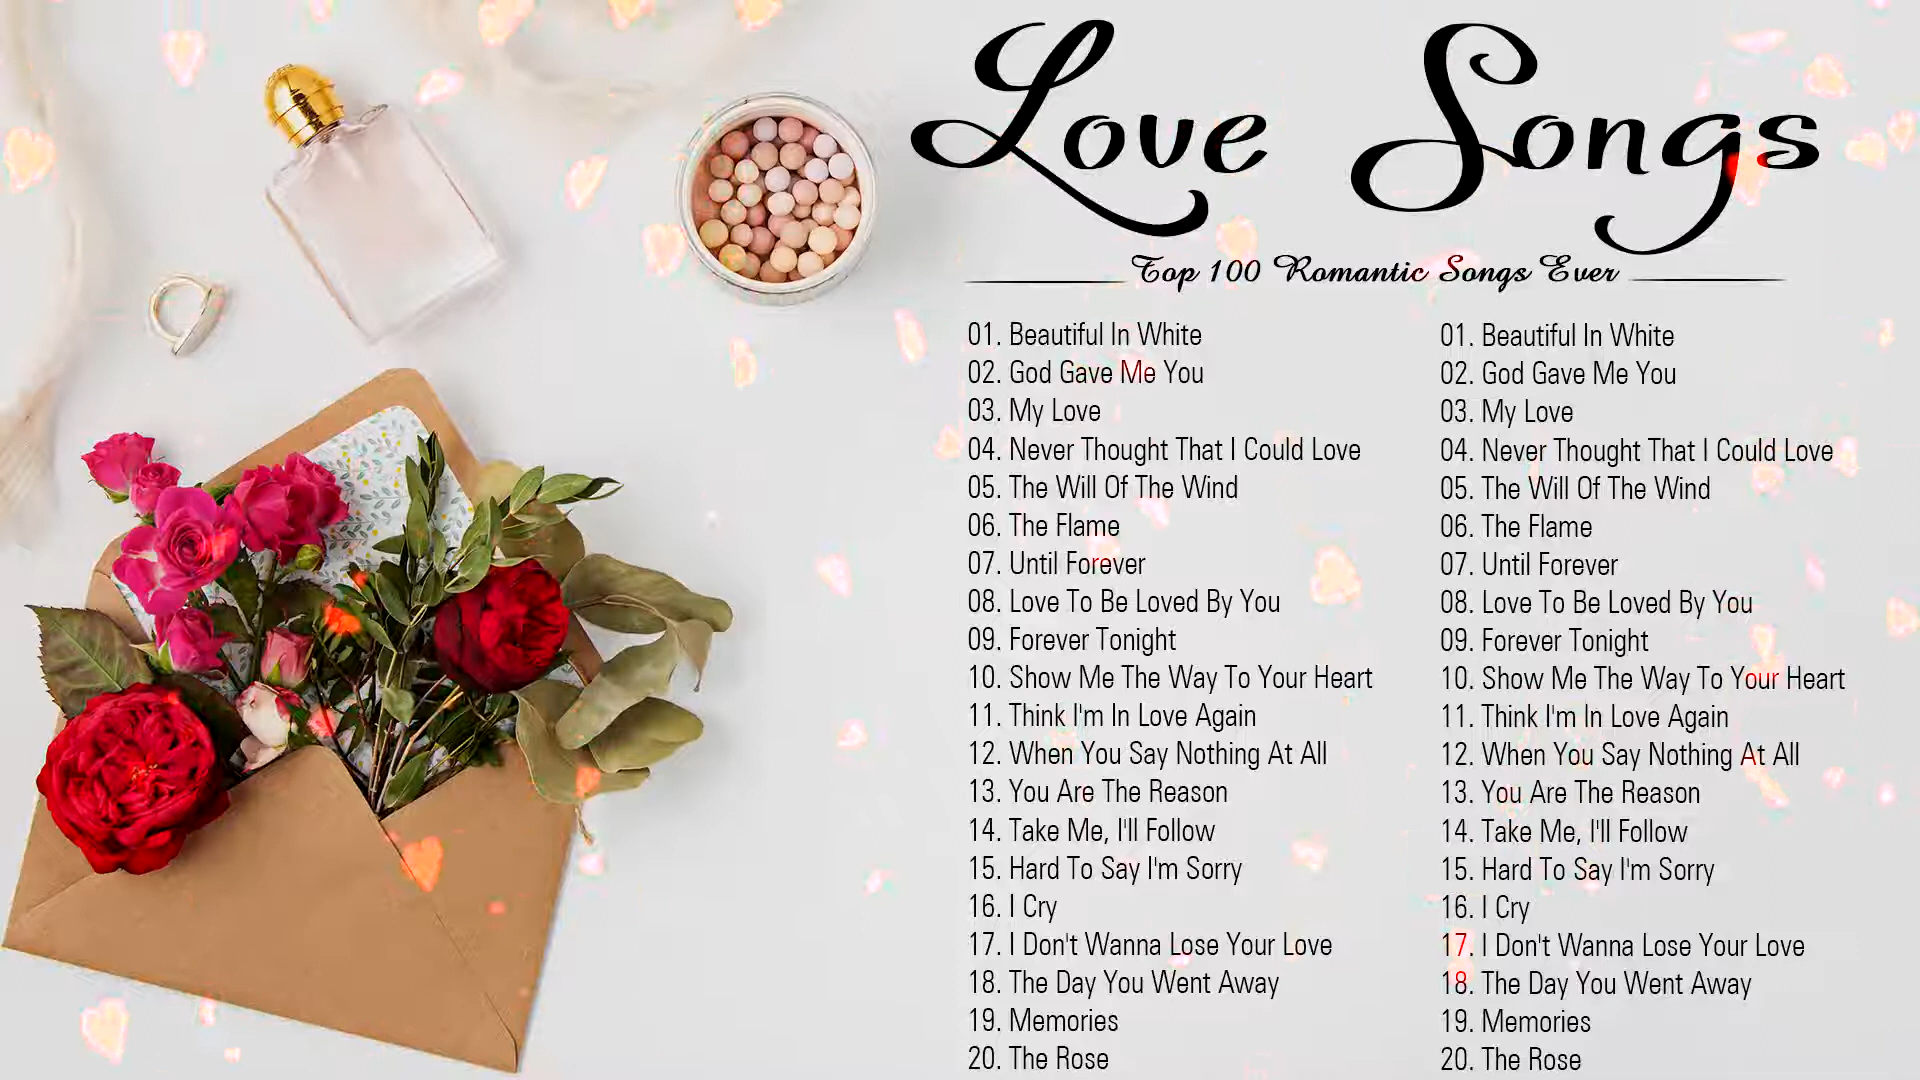 Love Songs
Top 100 Romantic Songs Ever
01. Beautiful In White
02. God Gave Me You
03. My Love
04. Never Thought That I Could Love
05. The Will Of The Wind
06. The Flame
07. Until Forever
08. Love To Be Loved By You
09. Forever Tonight
10. Show Me The Way To Your Heart
11. Think I'm In Love Again
12. When You Say Nothing At All
13. You Are The Reason
14. Take Me, I'll Follow
15. Hard To Say I'm Sorry
16. I Cry
17. I Don't Wanna Lose Your Love
18. The Day You Went Away
19. Memories
20. The Rose
01. Beautiful In White
02. God Gave Me You
03. My Love
04. Never Thought That I Could Love
05. The Will Of The Wind
06. The Flame
07. Until Forever
08. Love To Be Loved By You
09. Forever Tonight
10. Show Me The Way To Your Heart
11. Think I'm In Love Again
12. When You Say Nothing At All
13. You Are The Reason
14. Take Me, I'll Follow
15. Hard To Say I'm Sorry
16. I Cry
17. I Don't Wanna Lose Your Love
18. The Day You Went Away
19. Memories
20. The Rose